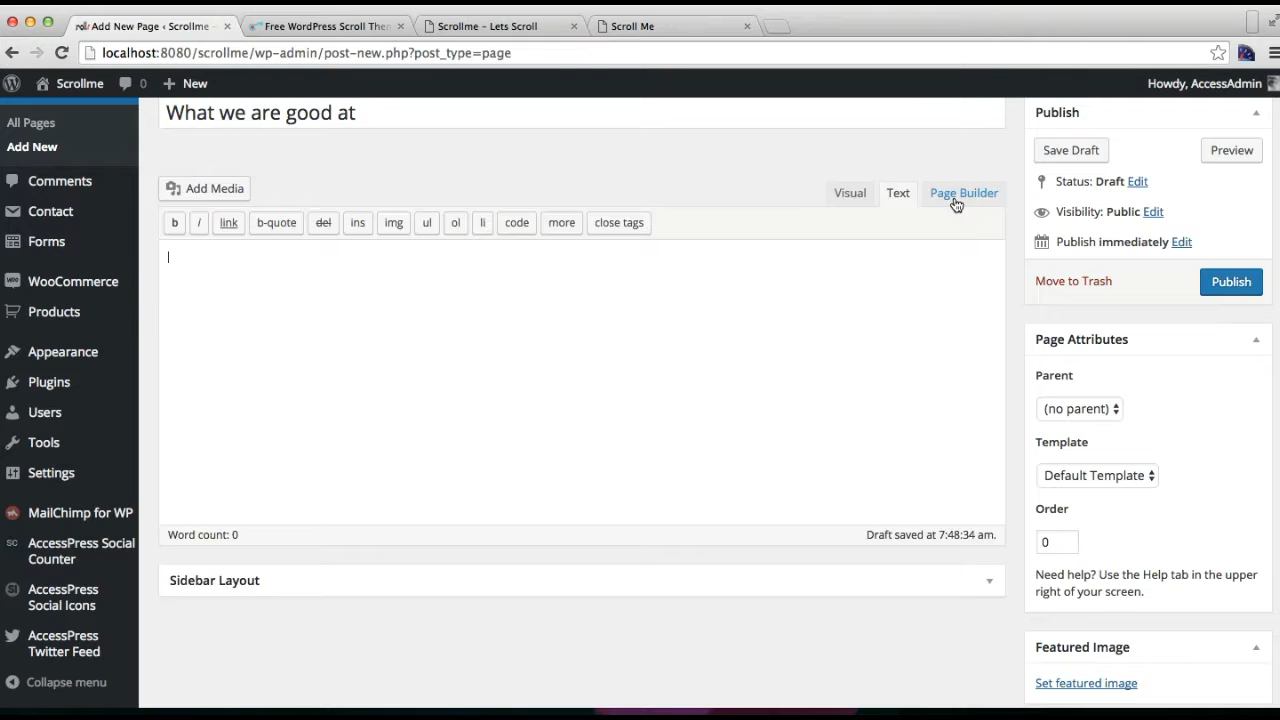 Add New Page ‹ Scrollme –
Free WordPress Scroll The
Scrollme – Lets Scroll
Scroll Me
localhost:8080/scrollme/wp-admin/post-new.php?post_type=page
Scrollme
0
New
Howdy, AccessAdmin
All Pages
Add New
Comments
Contact
Forms
WooCommerce
Products
Appearance
Plugins
Users
Tools
Settings
MailChimp for WP
SC AccessPress Social
Counter
SI AccessPress
Social Icons
AccessPress
Twitter Feed
Collapse menu
What we are good at
Add Media
Visual
Text
Page Builder
b
i
link
b-quote
del
ins
img
ul
ol
li
code
more
close tags
Word count: 0
Draft saved at 7:48:34 am.
Sidebar Layout
Publish
Save Draft
Preview
Status: Draft Edit
Visibility: Public Edit
Publish immediately Edit
Move to Trash
Publish
Page Attributes
Parent
(no parent)
Template
Default Template
Order
0
Need help? Use the Help tab in the upper
right of your screen.
Featured Image
Set featured image